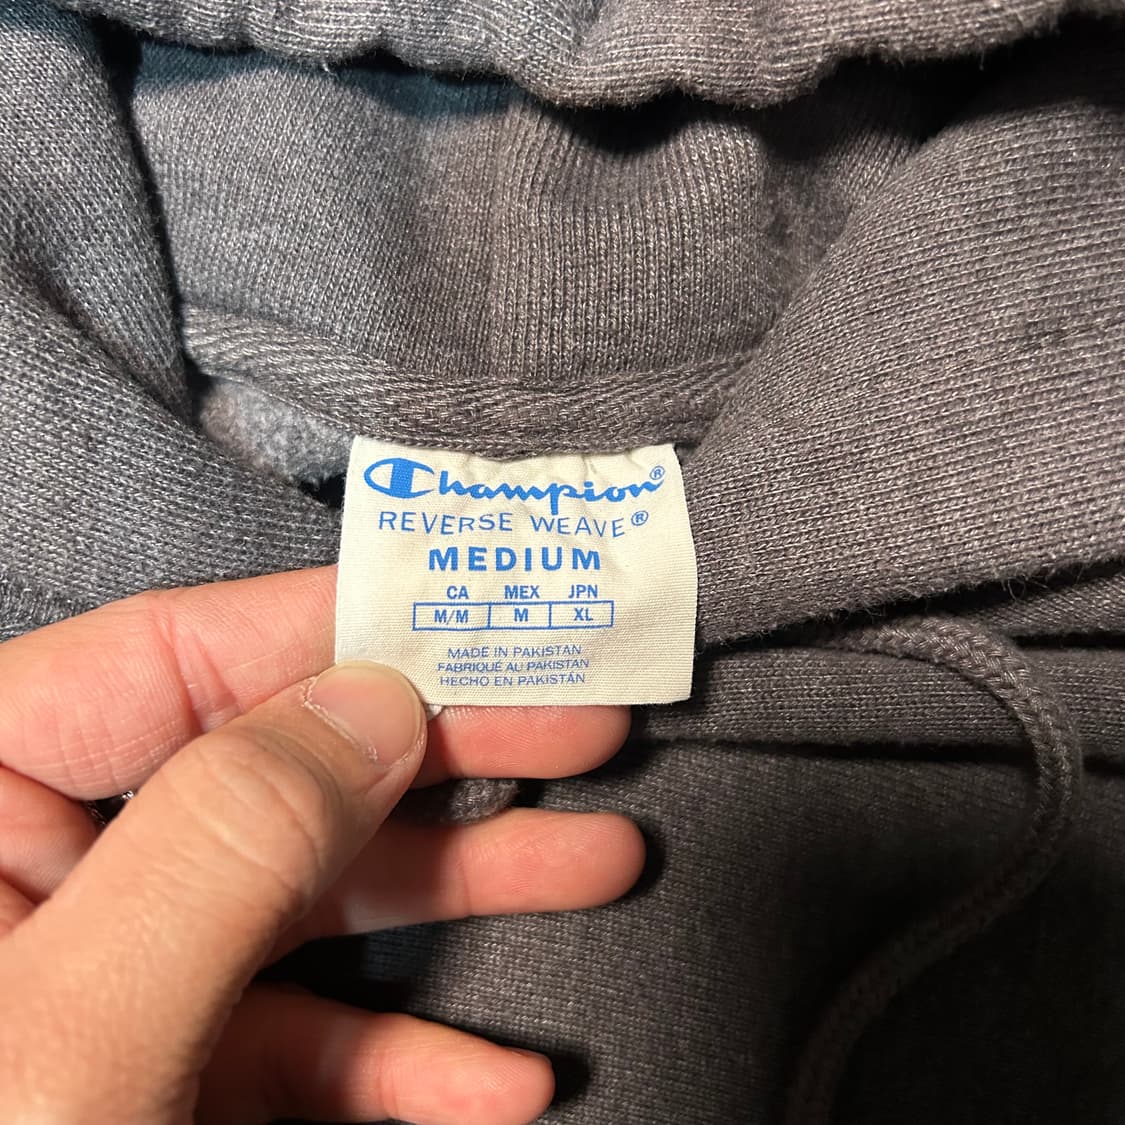 Champion®
REVERSE WEAVE®
MEDIUM
CA MEX JPN
M/M M XL
MADE IN PAKISTAN
FABRIQUÉ AU PAKISTAN
HECHO EN PAKISTÁN